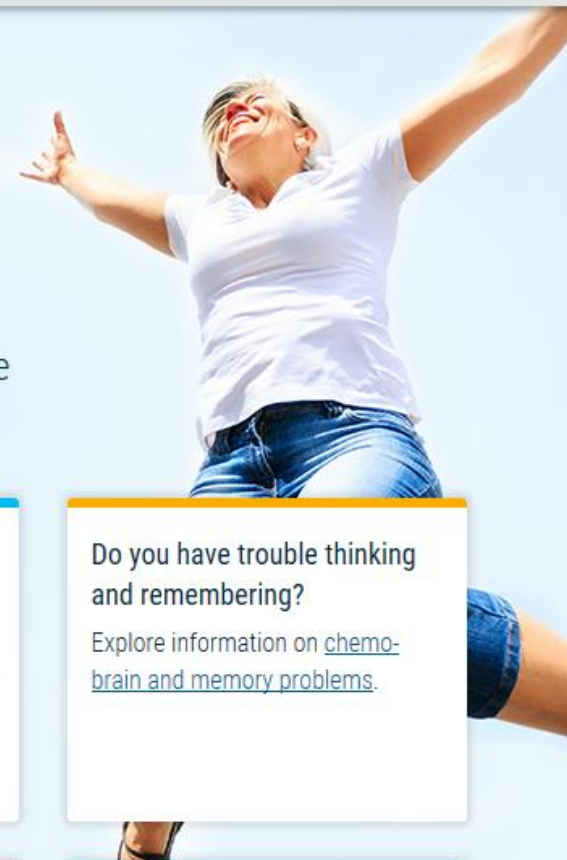 e
Do you have trouble thinking
and remembering?
Explore information on chemo-
brain and memory problems.